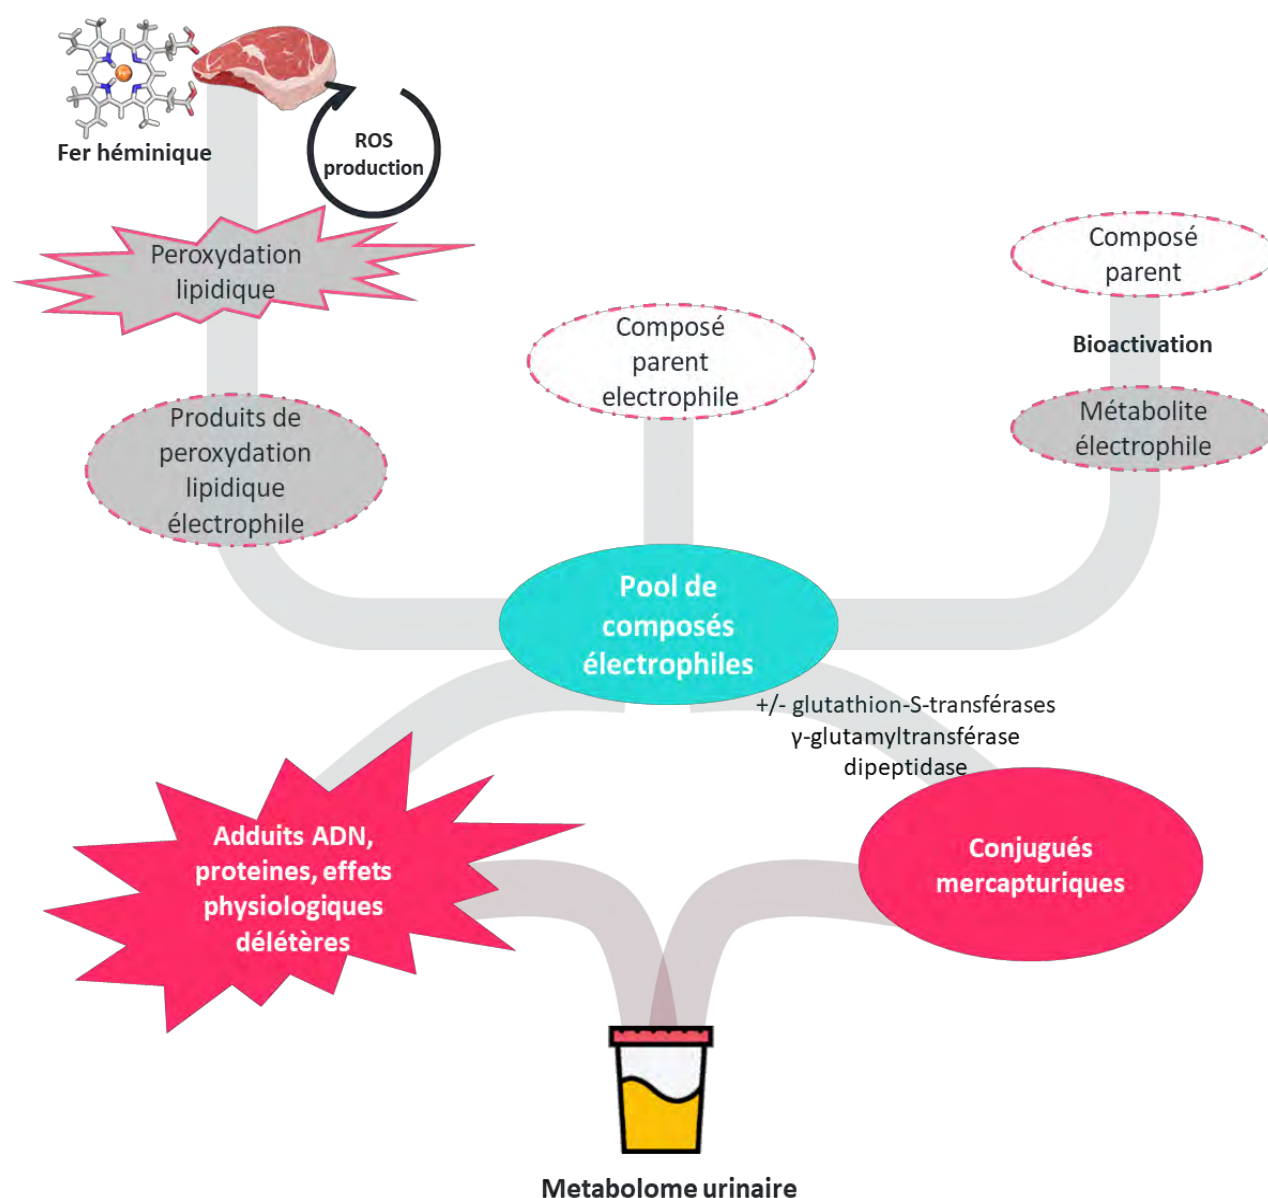 Fer héminique
ROS
production
Peroxydation
lipidique
Produits de
peroxydation
lipidique
électrophile
Composé
parent
electrophile
Composé
parent
Bioactivation
Métabolite
électrophile
Pool de
composés
électrophiles
+/- glutathion-S-transférases
γ-glutamyltransférase
dipeptidase
Adduits ADN,
proteines, effets
physiologiques
délétères
Conjugués
mercapturiques
Metabolome urinaire